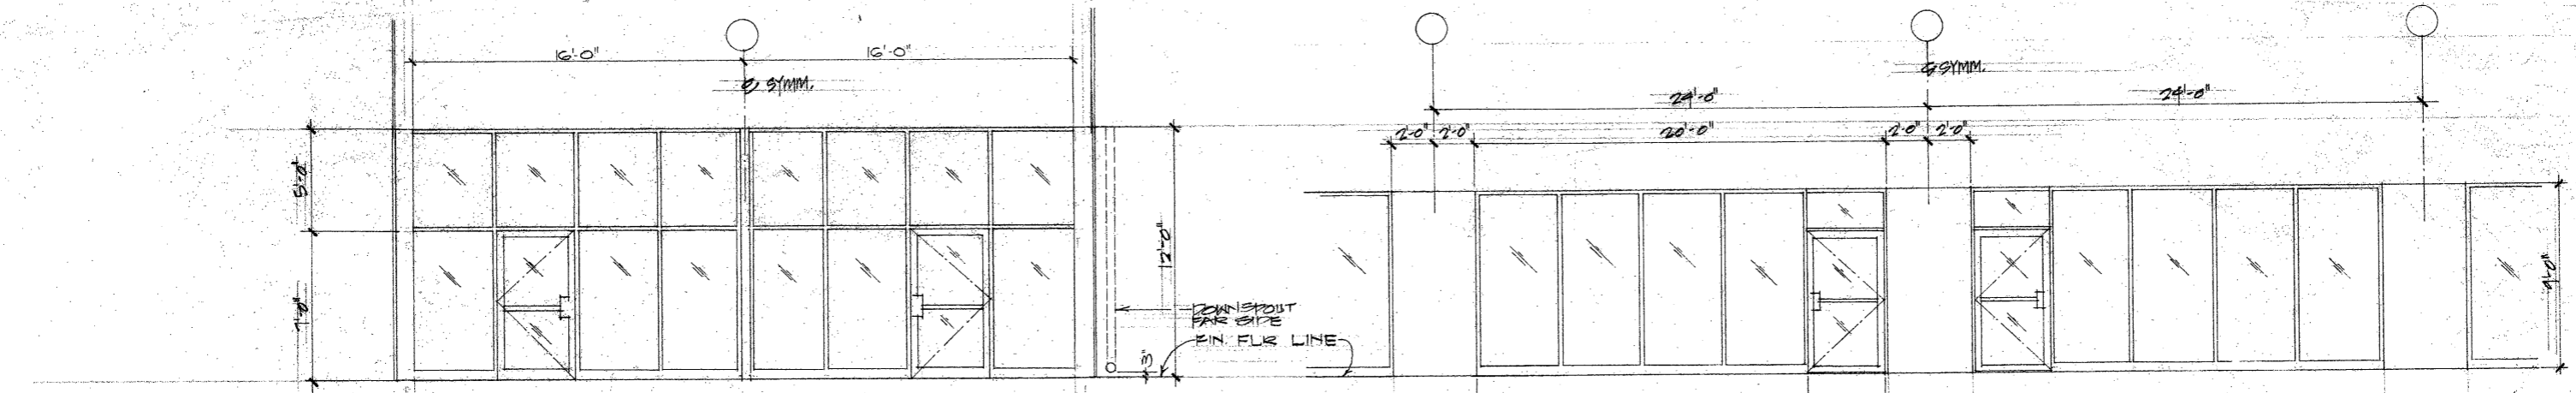 16'-0"
16'-0"
℄ SYMM.
5'-0"
7'-0"
12'-0"
DOWNSPOUT
FAR SIDE
FIN. FLR LINE
3"
℄ SYMM.
24'-0"
24'-0"
2'-0" 2'-0"
20'-0"
2'-0" 2'-0"
9'-0"